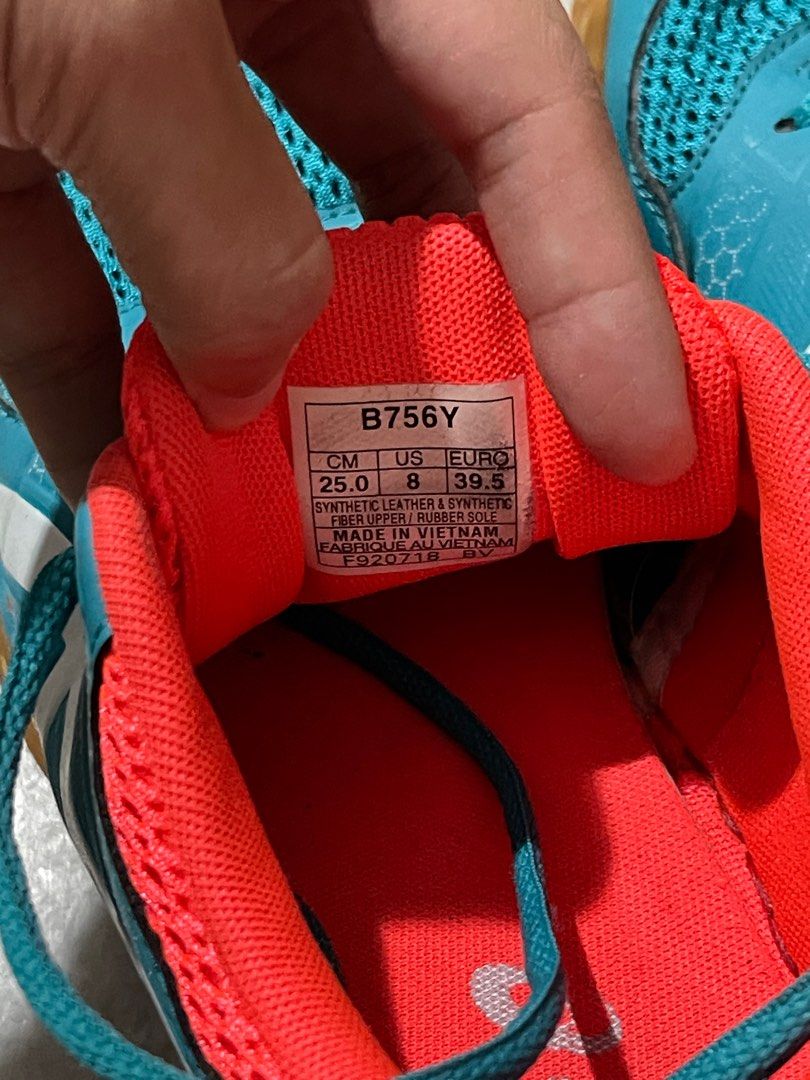 B756Y
CM US EURO
25.0 8 39.5
SYNTHETIC LEATHER & SYNTHETIC
FIBER UPPER / RUBBER SOLE
MADE IN VIETNAM
FABRIQUE AU VIETNAM
F920718 BV